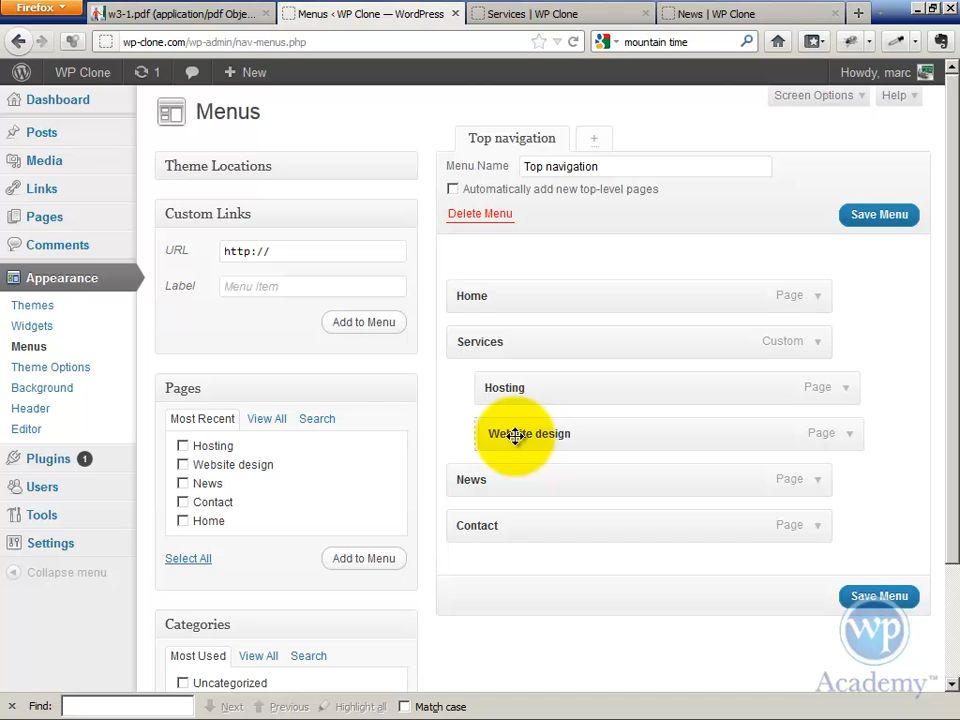 Firefox
w3-1.pdf (application/pdf Obje...
Menus ‹ WP Clone — WordPress
Services | WP Clone
News | WP Clone
wp-clone.com/wp-admin/nav-menus.php
mountain time
WP Clone
1
New
Howdy, marc
Screen Options
Help
Dashboard
Posts
Media
Links
Pages
Comments
Appearance
Themes
Widgets
Menus
Theme Options
Background
Header
Editor
Plugins 1
Users
Tools
Settings
Collapse menu
Menus
Theme Locations
Custom Links
URL http://
Label Menu item
Add to Menu
Pages
Most Recent View All Search
Hosting
Website design
News
Contact
Home
Select All Add to Menu
Categories
Most Used View All Search
Uncategorized
Top navigation +
Menu Name Top navigation
Automatically add new top-level pages
Delete Menu Save Menu
Home Page
Services Custom
Hosting Page
Website design Page
News Page
Contact Page
Save Menu
wp
Academy™
× Find: Next Previous Highlight all Match case